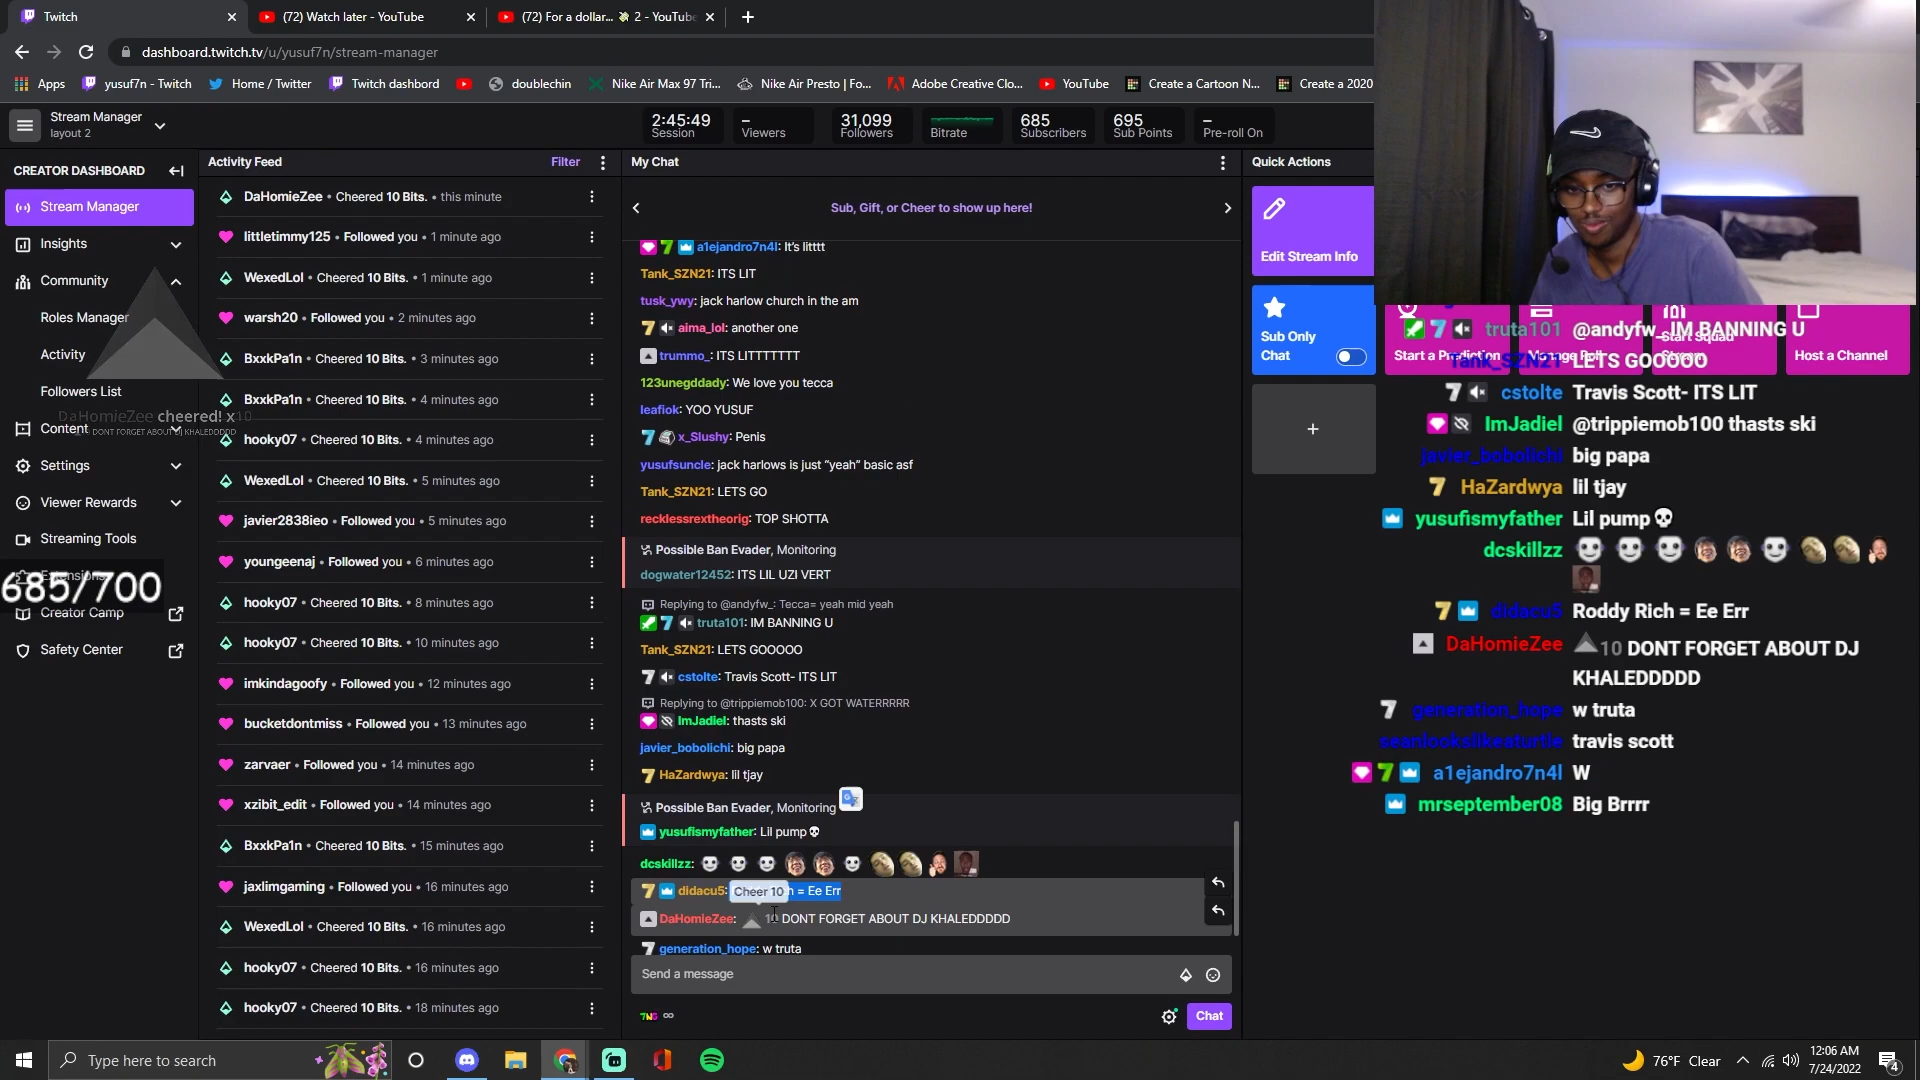 Twitch
(72) Watch later - YouTube
(72) For a dollar... 💸 2 - YouTube
dashboard.twitch.tv/u/yusuf7n/stream-manager
Apps
yusuf7n - Twitch
Home / Twitter
Twitch dashbord
doublechin
Nike Air Max 97 Tri...
Nike Air Presto | Fo...
Adobe Creative Clo...
YouTube
Create a Cartoon N...
Create a 2020
Stream Manager
layout 2
2:45:49
Session
–
Viewers
31,099
Followers
Bitrate
685
Subscribers
695
Sub Points
–
Pre-roll On
CREATOR DASHBOARD
Stream Manager
Insights
Community
Roles Manager
Activity
Followers List
Content
Settings
Viewer Rewards
Streaming Tools
Extensions
Creator Camp
Safety Center
DaHomieZee cheered! x10
DONT FORGET ABOUT DJ KHALEDDDDD
685/700
Activity Feed
Filter
DaHomieZee • Cheered 10 Bits. • this minute
littletimmy125 • Followed you • 1 minute ago
WexedLol • Cheered 10 Bits. • 1 minute ago
warsh20 • Followed you • 2 minutes ago
BxxkPa1n • Cheered 10 Bits. • 3 minutes ago
BxxkPa1n • Cheered 10 Bits. • 4 minutes ago
hooky07 • Cheered 10 Bits. • 4 minutes ago
WexedLol • Cheered 10 Bits. • 5 minutes ago
javier2838ieo • Followed you • 5 minutes ago
youngeenaj • Followed you • 6 minutes ago
hooky07 • Cheered 10 Bits. • 8 minutes ago
hooky07 • Cheered 10 Bits. • 10 minutes ago
imkindagoofy • Followed you • 12 minutes ago
bucketdontmiss • Followed you • 13 minutes ago
zarvaer • Followed you • 14 minutes ago
xzibit_edit • Followed you • 14 minutes ago
BxxkPa1n • Cheered 10 Bits. • 15 minutes ago
jaxlimgaming • Followed you • 16 minutes ago
WexedLol • Cheered 10 Bits. • 16 minutes ago
hooky07 • Cheered 10 Bits. • 16 minutes ago
hooky07 • Cheered 10 Bits. • 18 minutes ago
My Chat
Sub, Gift, or Cheer to show up here!
a1ejandro7n4l: It's litttt
Tank_SZN21: ITS LIT
tusk_ywy: jack harlow church in the am
aima_lol: another one
trummo_: ITS LITTTTTTT
123unegddady: We love you tecca
leafiok: YOO YUSUF
x_Slushy: Penis
yusufsuncle: jack harlows is just "yeah" basic asf
Tank_SZN21: LETS GO
recklessrextheorig: TOP SHOTTA
Possible Ban Evader, Monitoring
dogwater12452: ITS LIL UZI VERT
Replying to @andyfw_: Tecca= yeah mid yeah
truta101: IM BANNING U
Tank_SZN21: LETS GOOOOO
cstolte: Travis Scott- ITS LIT
Replying to @trippiemob100: X GOT WATERRRRR
ImJadiel: thasts ski
javier_bobolichi: big papa
HaZardwya: lil tjay
Possible Ban Evader, Monitoring
yusufismyfather: Lil pump💀
dcskillzz:
didacu5: h = Ee Err
Cheer 10
DaHomieZee: 10 DONT FORGET ABOUT DJ KHALEDDDDD
generation_hope: w truta
Send a message
7NG ∞
Chat
Quick Actions
Edit Stream Info
Sub Only
Chat
Start a Prediction
Manage Poll
Start Squad
Stream
Host a Channel
+
truta101 @andyfw_ IM BANNING U
Tank_SZN21 LETS GOOOOO
cstolte Travis Scott- ITS LIT
ImJadiel @trippiemob100 thasts ski
javier_bobolichi big papa
HaZardwya lil tjay
yusufismyfather Lil pump💀
dcskillzz
didacu5 Roddy Rich = Ee Err
DaHomieZee 10 DONT FORGET ABOUT DJ
KHALEDDDDD
generation_hope w truta
seanlookslikeaturtle travis scott
a1ejandro7n4l W
mrseptember08 Big Brrrr
Type here to search
76°F Clear
12:06 AM
7/24/2022
4